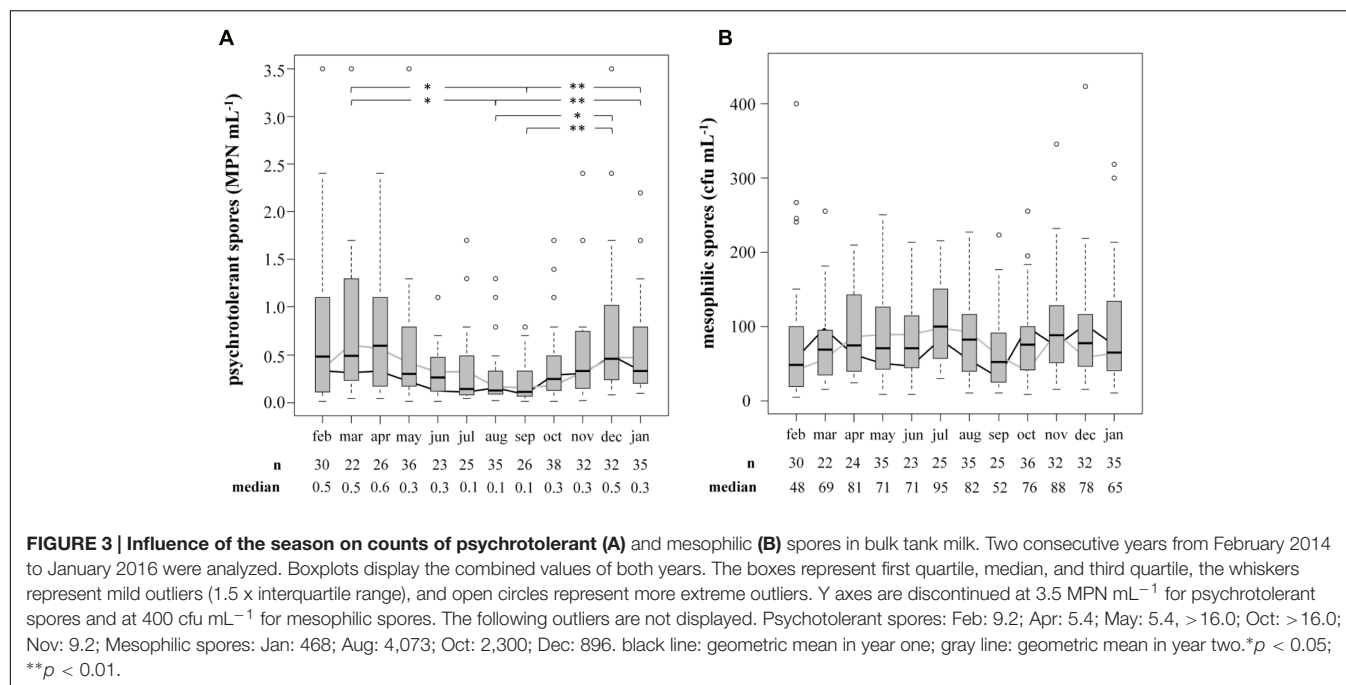 A
psychrotolerant spores (MPN mL-1)
3.5
3.0
2.5
2.0
1.5
1.0
0.5
0.0
* **
* **
*
**
feb mar apr may jun jul aug sep oct nov dec jan
n 30 22 26 36 23 25 35 26 38 32 32 35
median 0.5 0.5 0.6 0.3 0.3 0.1 0.1 0.1 0.3 0.3 0.5 0.3
B
mesophilic spores (cfu mL-1)
400
300
200
100
0
feb mar apr may jun jul aug sep oct nov dec jan
n 30 22 24 35 23 25 35 25 36 32 32 35
median 48 69 81 71 71 95 82 52 76 88 78 65
FIGURE 3 | Influence of the season on counts of psychrotolerant (A) and mesophilic (B) spores in bulk tank milk. Two consecutive years from February 2014
to January 2016 were analyzed. Boxplots display the combined values of both years. The boxes represent first quartile, median, and third quartile, the whiskers
represent mild outliers (1.5 x interquartile range), and open circles represent more extreme outliers. Y axes are discontinued at 3.5 MPN mL−1 for psychrotolerant
spores and at 400 cfu mL−1 for mesophilic spores. The following outliers are not displayed. Psychotolerant spores: Feb: 9.2; Apr: 5.4; May: 5.4, >16.0; Oct: >16.0;
Nov: 9.2; Mesophilic spores: Jan: 468; Aug: 4,073; Oct: 2,300; Dec: 896. black line: geometric mean in year one; gray line: geometric mean in year two.*p < 0.05;
**p < 0.01.